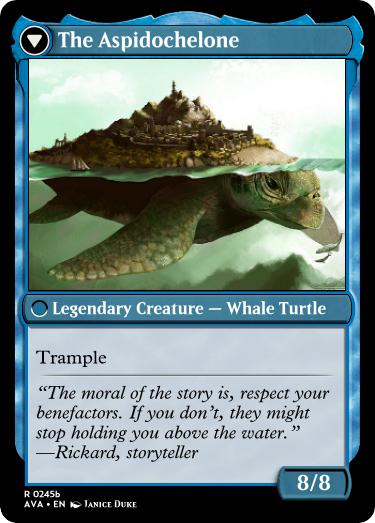 The Aspidochelone
Legendary Creature — Whale Turtle
Trample
“The moral of the story is, respect your
benefactors. If you don’t, they might
stop holding you above the water.”
—Rickard, storyteller
8/8
R 0245b
AVA • EN Janice Duke